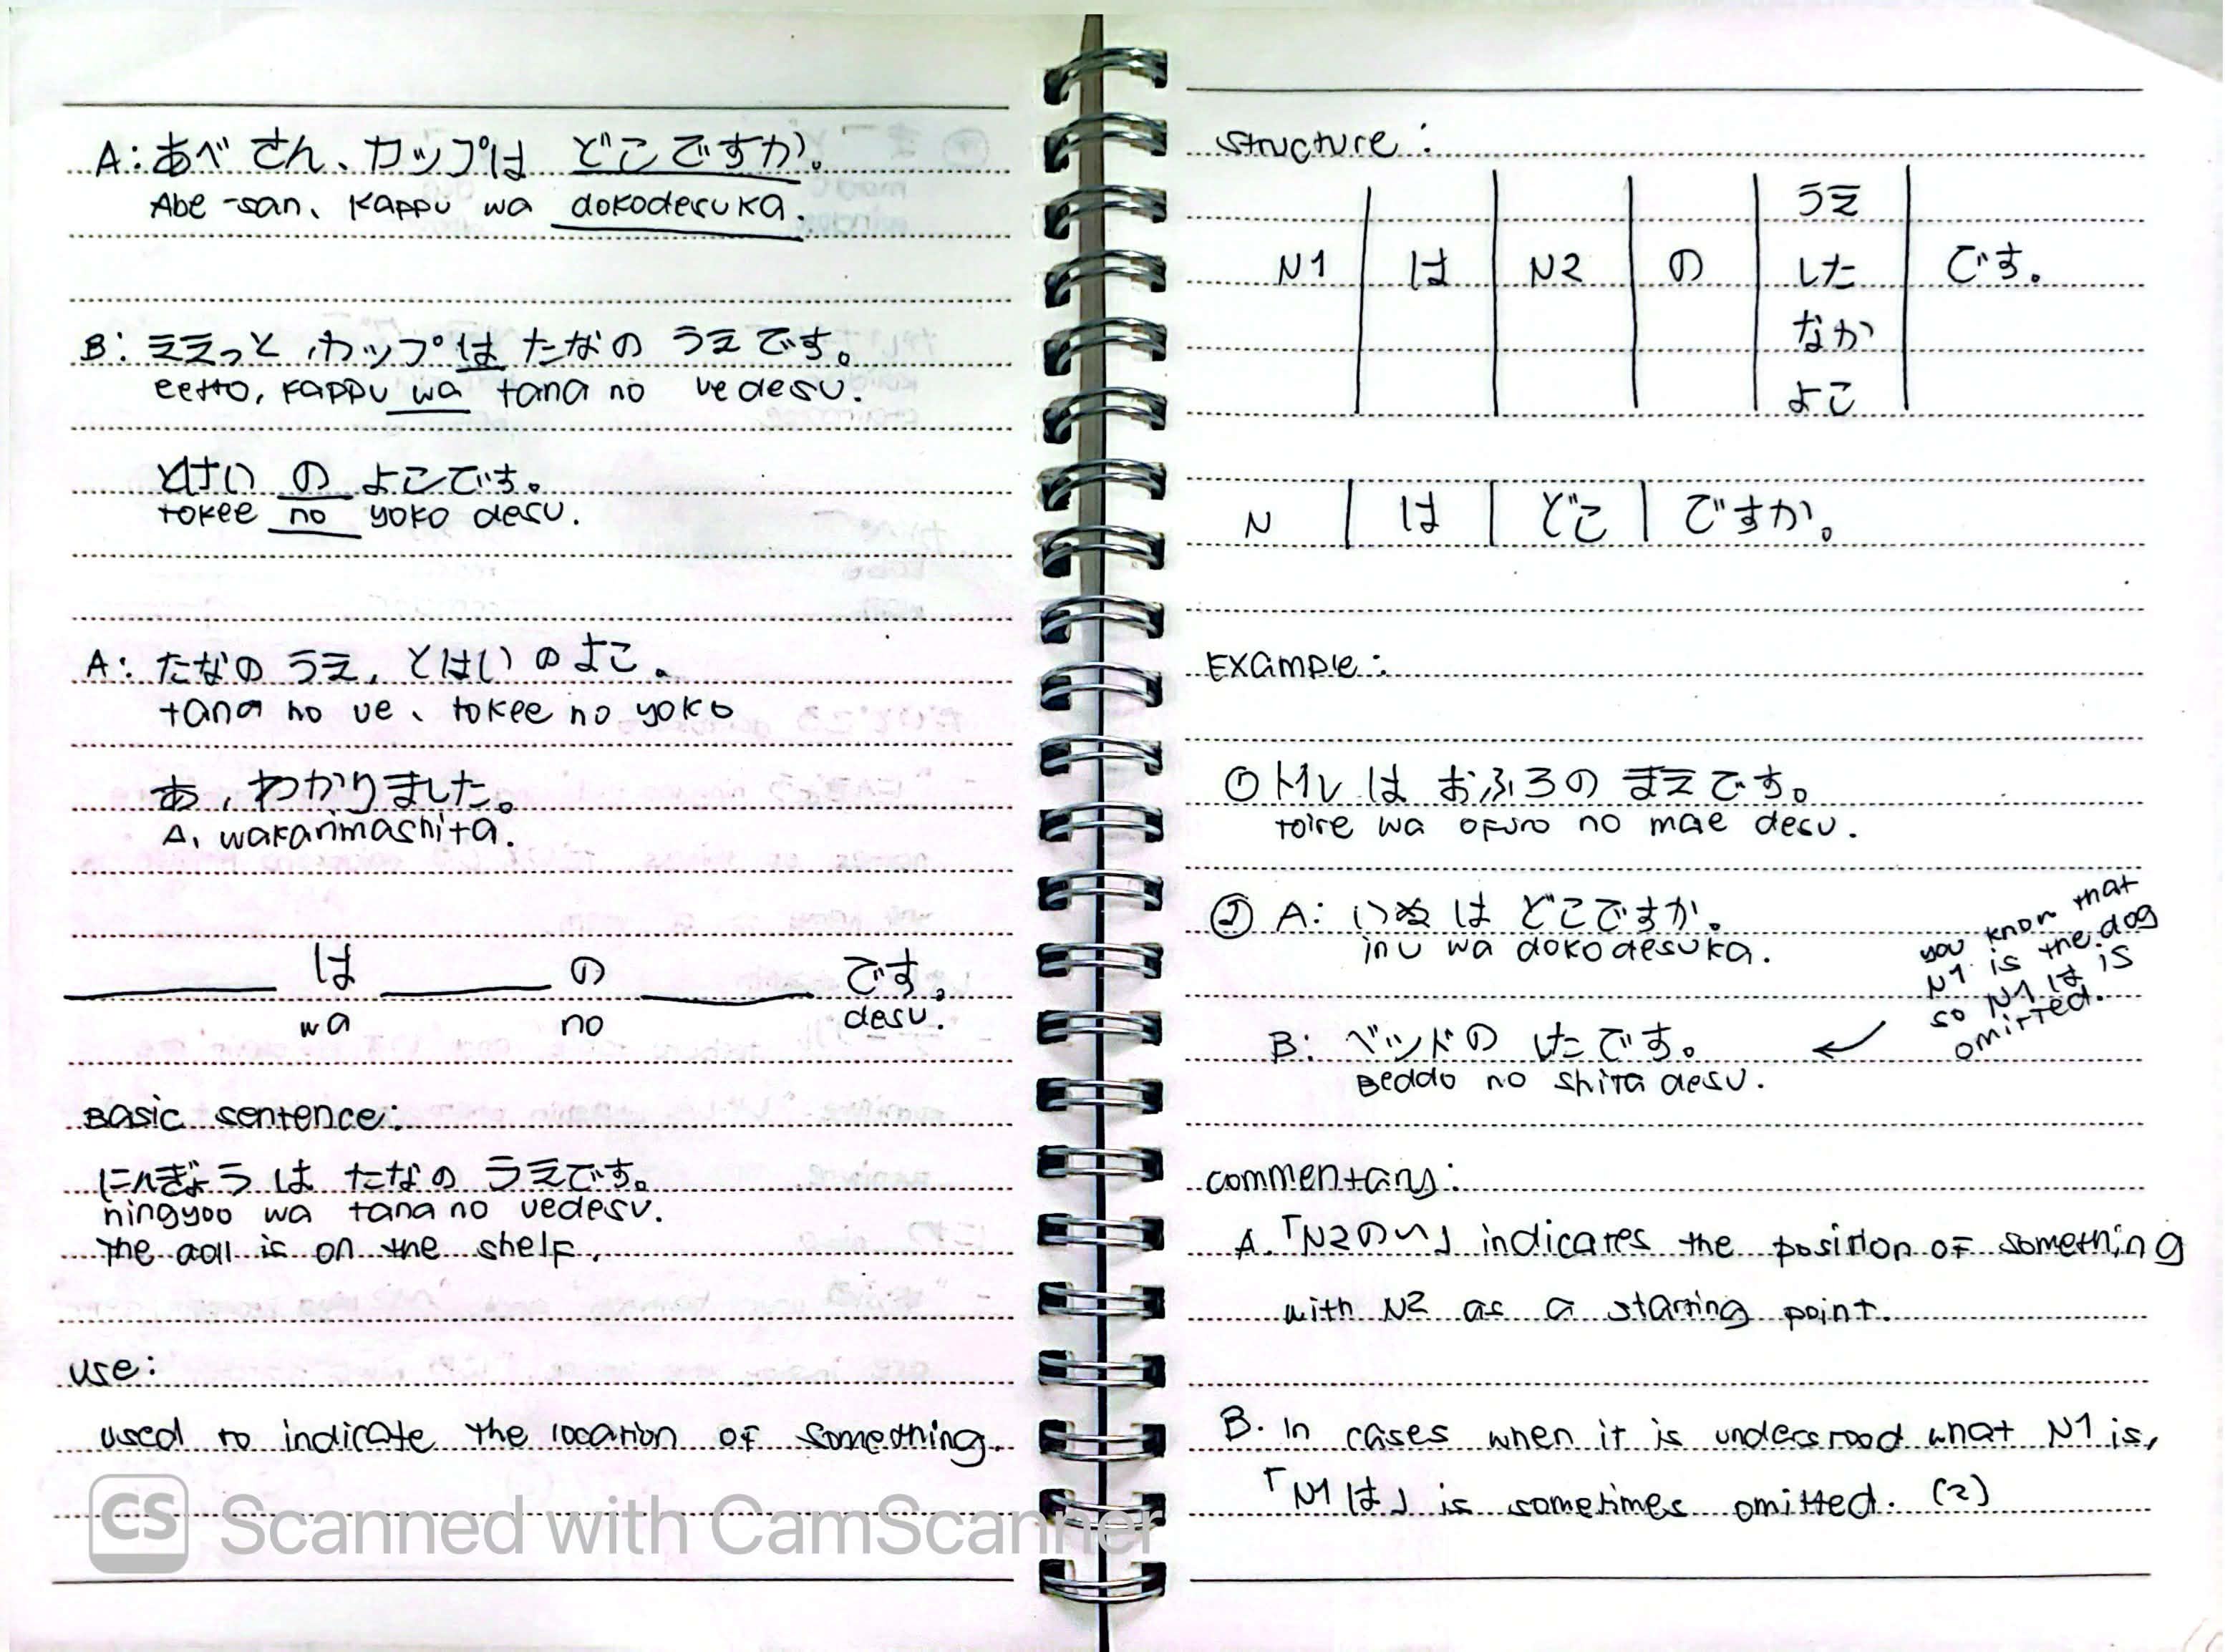 A: あべさん、カップは どこですか。
Abe-san、kappu wa dokodesuka.
B: ええっと,カップは たなの うえです。
eetto, kappu wa tana no uedesu.
とけい の よこです。
tokee no yoko desu.
A: たなの うえ, とはい の よこ。
tana no ue、tokee no yoko
あ,わかりました。
A, wakarimashita.
は の です。
wa no desu.
Basic sentence:
にんぎょう は たなの うえです。
ningyoo wa tana no uedesu.
The doll is on the shelf.
use:
used to indicate the location of something.
structure:
うえ
N1 は N2 の した です。
なか
よこ
N は どこ ですか。
Example:
① トイレ は おふろの まえです。
toire wa ofuro no mae desu.
② A: いぬ は どこですか。
inu wa doko desuka.
you know that
N1 is the dog
so N1 は is
omitted.
B: ベッドの したです。
Beddo no shita desu.
commentary:
A.「N2の〜」indicates the position of something
with N2 as a starting point.
B. In cases when it is understood what N1 is,
「N1は」is sometimes omitted. (2)
CS Scanned with CamScanner